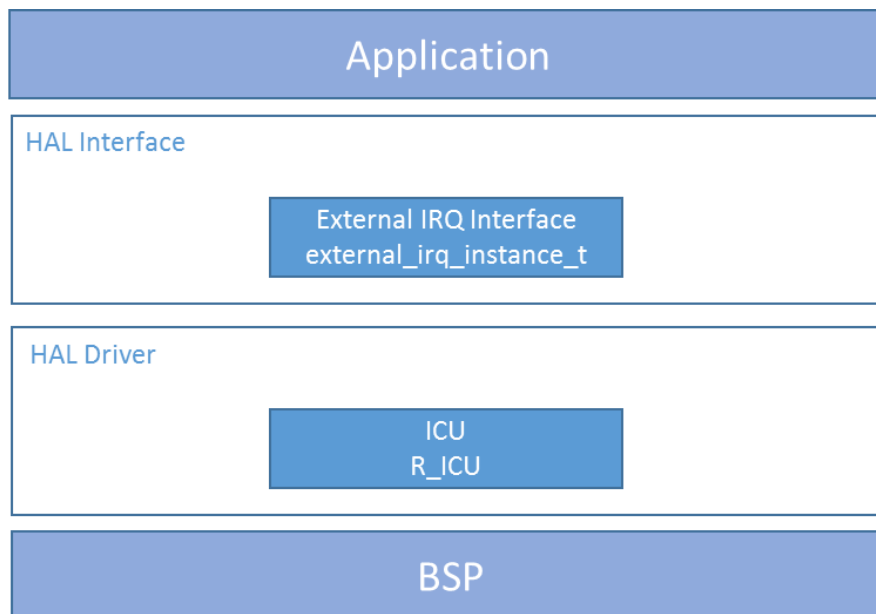 Application
HAL Interface
External IRQ Interface
external_irq_instance_t
HAL Driver
ICU
R_ICU
BSP